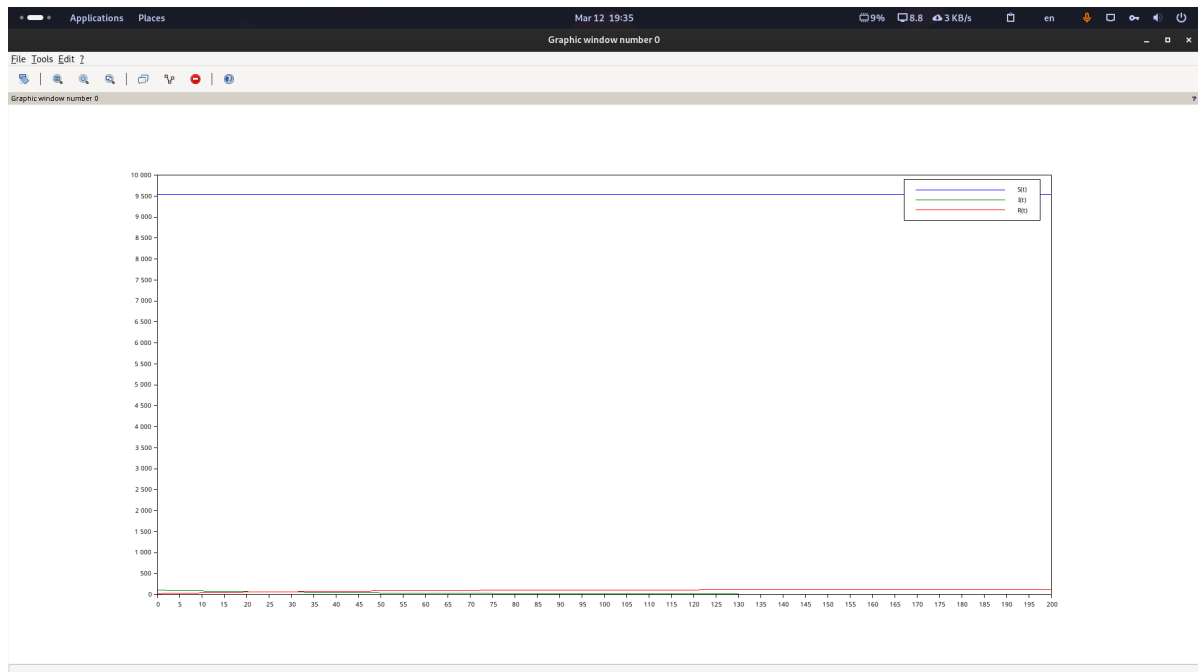 Applications Places Mar 12 19:35 9% 8.8 3 KB/s en
Graphic window number 0
File Tools Edit ?
Graphic window number 0 ?
10 000
9 500
9 000
8 500
8 000
7 500
7 000
6 500
6 000
5 500
5 000
4 500
4 000
3 500
3 000
2 500
2 000
1 500
1 000
500
0
S(t)
I(t)
R(t)
0 5 10 15 20 25 30 35 40 45 50 55 60 65 70 75 80 85 90 95 100 105 110 115 120 125 130 135 140 145 150 155 160 165 170 175 180 185 190 195 200